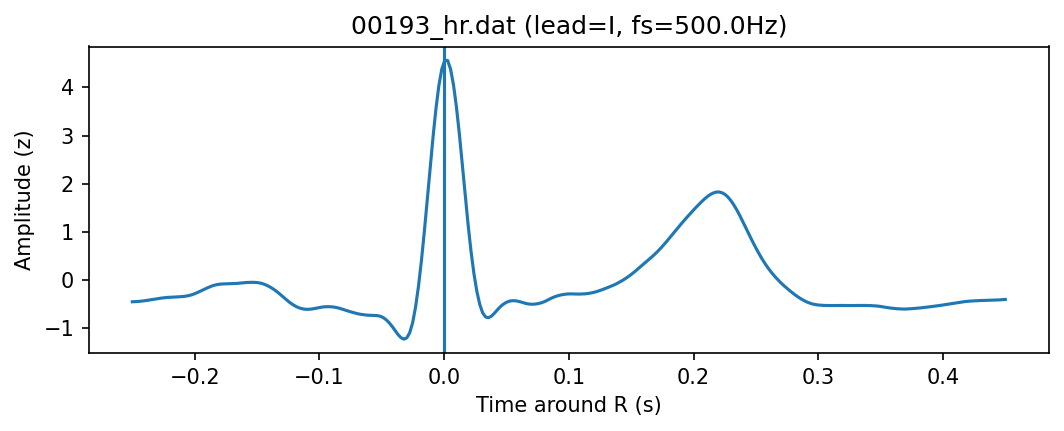 00193_hr.dat (lead=I, fs=500.0Hz)
Amplitude (z)
4
3
2
1
0
−1
−0.2 −0.1 0.0 0.1 0.2 0.3 0.4
Time around R (s)